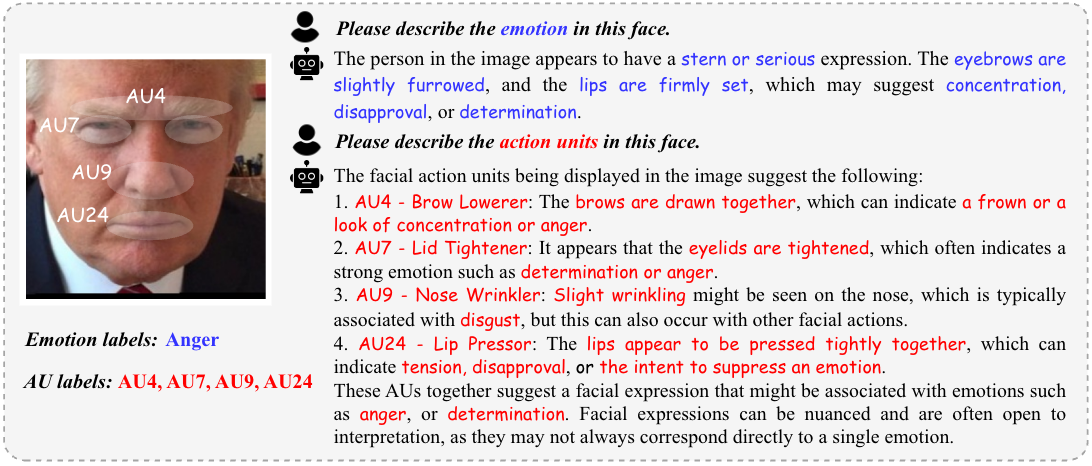 Please describe the emotion in this face.
The person in the image appears to have a stern or serious expression. The eyebrows are
slightly furrowed, and the lips are firmly set, which may suggest concentration,
disapproval, or determination.
Please describe the action units in this face.
The facial action units being displayed in the image suggest the following:
1. AU4 - Brow Lowerer: The brows are drawn together, which can indicate a frown or a
look of concentration or anger.
2. AU7 - Lid Tightener: It appears that the eyelids are tightened, which often indicates a
strong emotion such as determination or anger.
3. AU9 - Nose Wrinkler: Slight wrinkling might be seen on the nose, which is typically
associated with disgust, but this can also occur with other facial actions.
4. AU24 - Lip Pressor: The lips appear to be pressed tightly together, which can
indicate tension, disapproval, or the intent to suppress an emotion.
These AUs together suggest a facial expression that might be associated with emotions such
as anger, or determination. Facial expressions can be nuanced and are often open to
interpretation, as they may not always correspond directly to a single emotion.
AU4
AU7
AU9
AU24
Emotion labels: Anger
AU labels: AU4, AU7, AU9, AU24